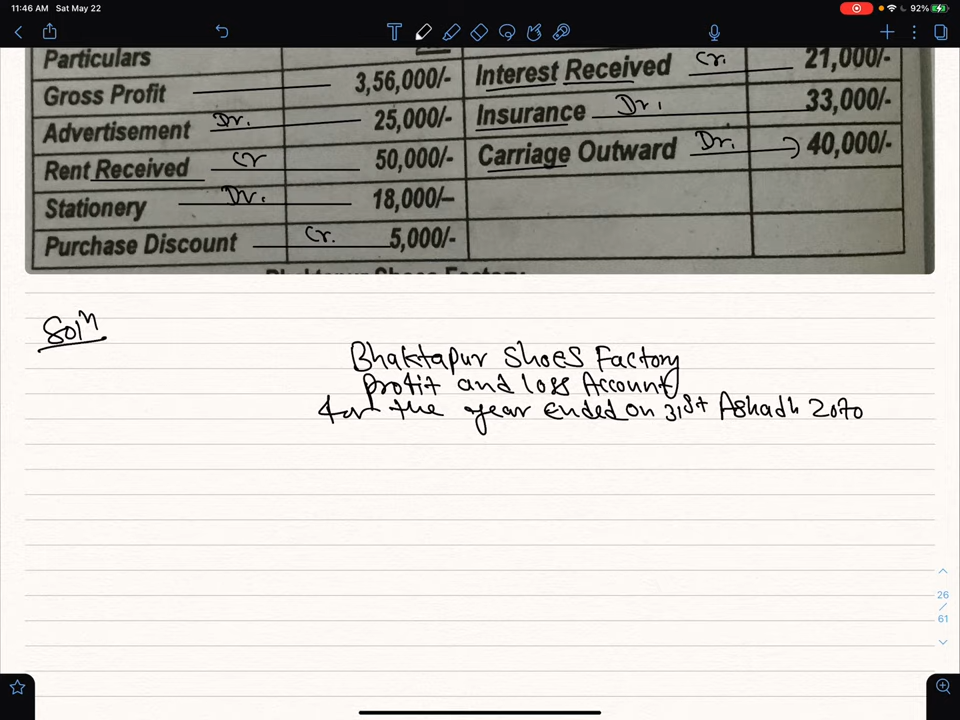 11:46 AM Sat May 22
92%
Particulars
Gross Profit 3,56,000/- Interest Received Cr. 21,000/-
Advertisement Dr. 25,000/- Insurance Dr. 33,000/-
Rent Received Cr 50,000/- Carriage Outward Dr. 40,000/-
Stationery Dr. 18,000/-
Purchase Discount Cr. 5,000/-
Soln
Bhaktapur Shoes Factory
Profit and Loss Account
for the year ended on 31st Ashadh 2070
26
/
61